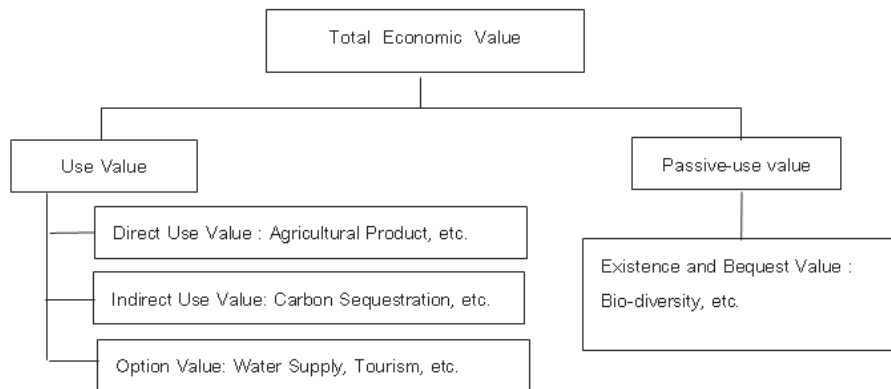 Total Economic Value
Use Value
Passive-use value
Direct Use Value : Agricultural Product, etc.
Indirect Use Value: Carbon Sequestration, etc.
Option Value: Water Supply, Tourism, etc.
Existence and Bequest Value :
Bio-diversity, etc.